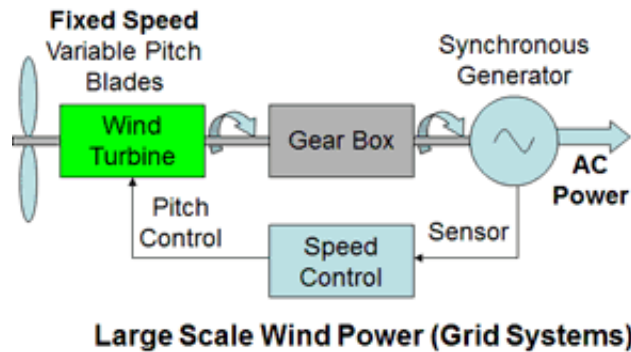 Fixed Speed
Variable Pitch
Blades
Wind
Turbine
Gear Box
Synchronous
Generator
AC
Power
Pitch
Control
Speed
Control
Sensor
Large Scale Wind Power (Grid Systems)